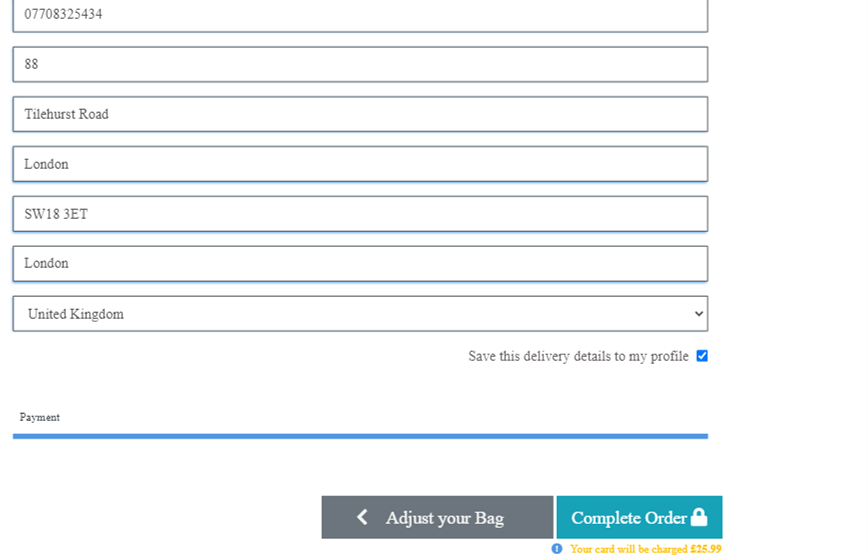 07708325434
88
Tilehurst Road
London
SW18 3ET
London
United Kingdom
Save this delivery details to my profile
Payment
Adjust your Bag
Complete Order
Your card will be charged £25.99